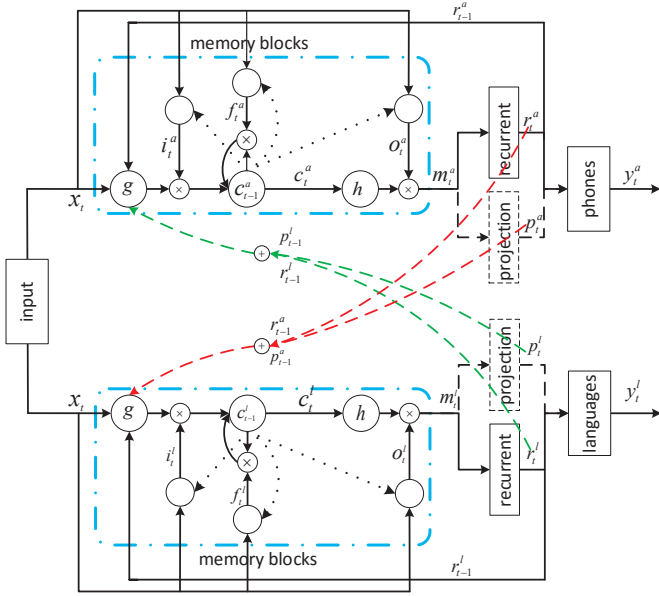 r_{t-1}^a
memory blocks
f_t^a
i_t^a
o_t^a
recurrent
r_t^a
g
×
×
c_{t-1}^a
c_t^a
h
×
m_t^a
phones
y_t^a
x_t
projection
p_t^a
p_{t-1}^l
+
r_{t-1}^l
input
r_{t-1}^a
+
p_{t-1}^a
projection
p_t^l
x_t
g
×
c_{t-1}^l
c_t^l
h
×
m_t^l
languages
y_t^l
i_t^l
×
o_t^l
recurrent
r_t^l
f_t^l
memory blocks
r_{t-1}^l